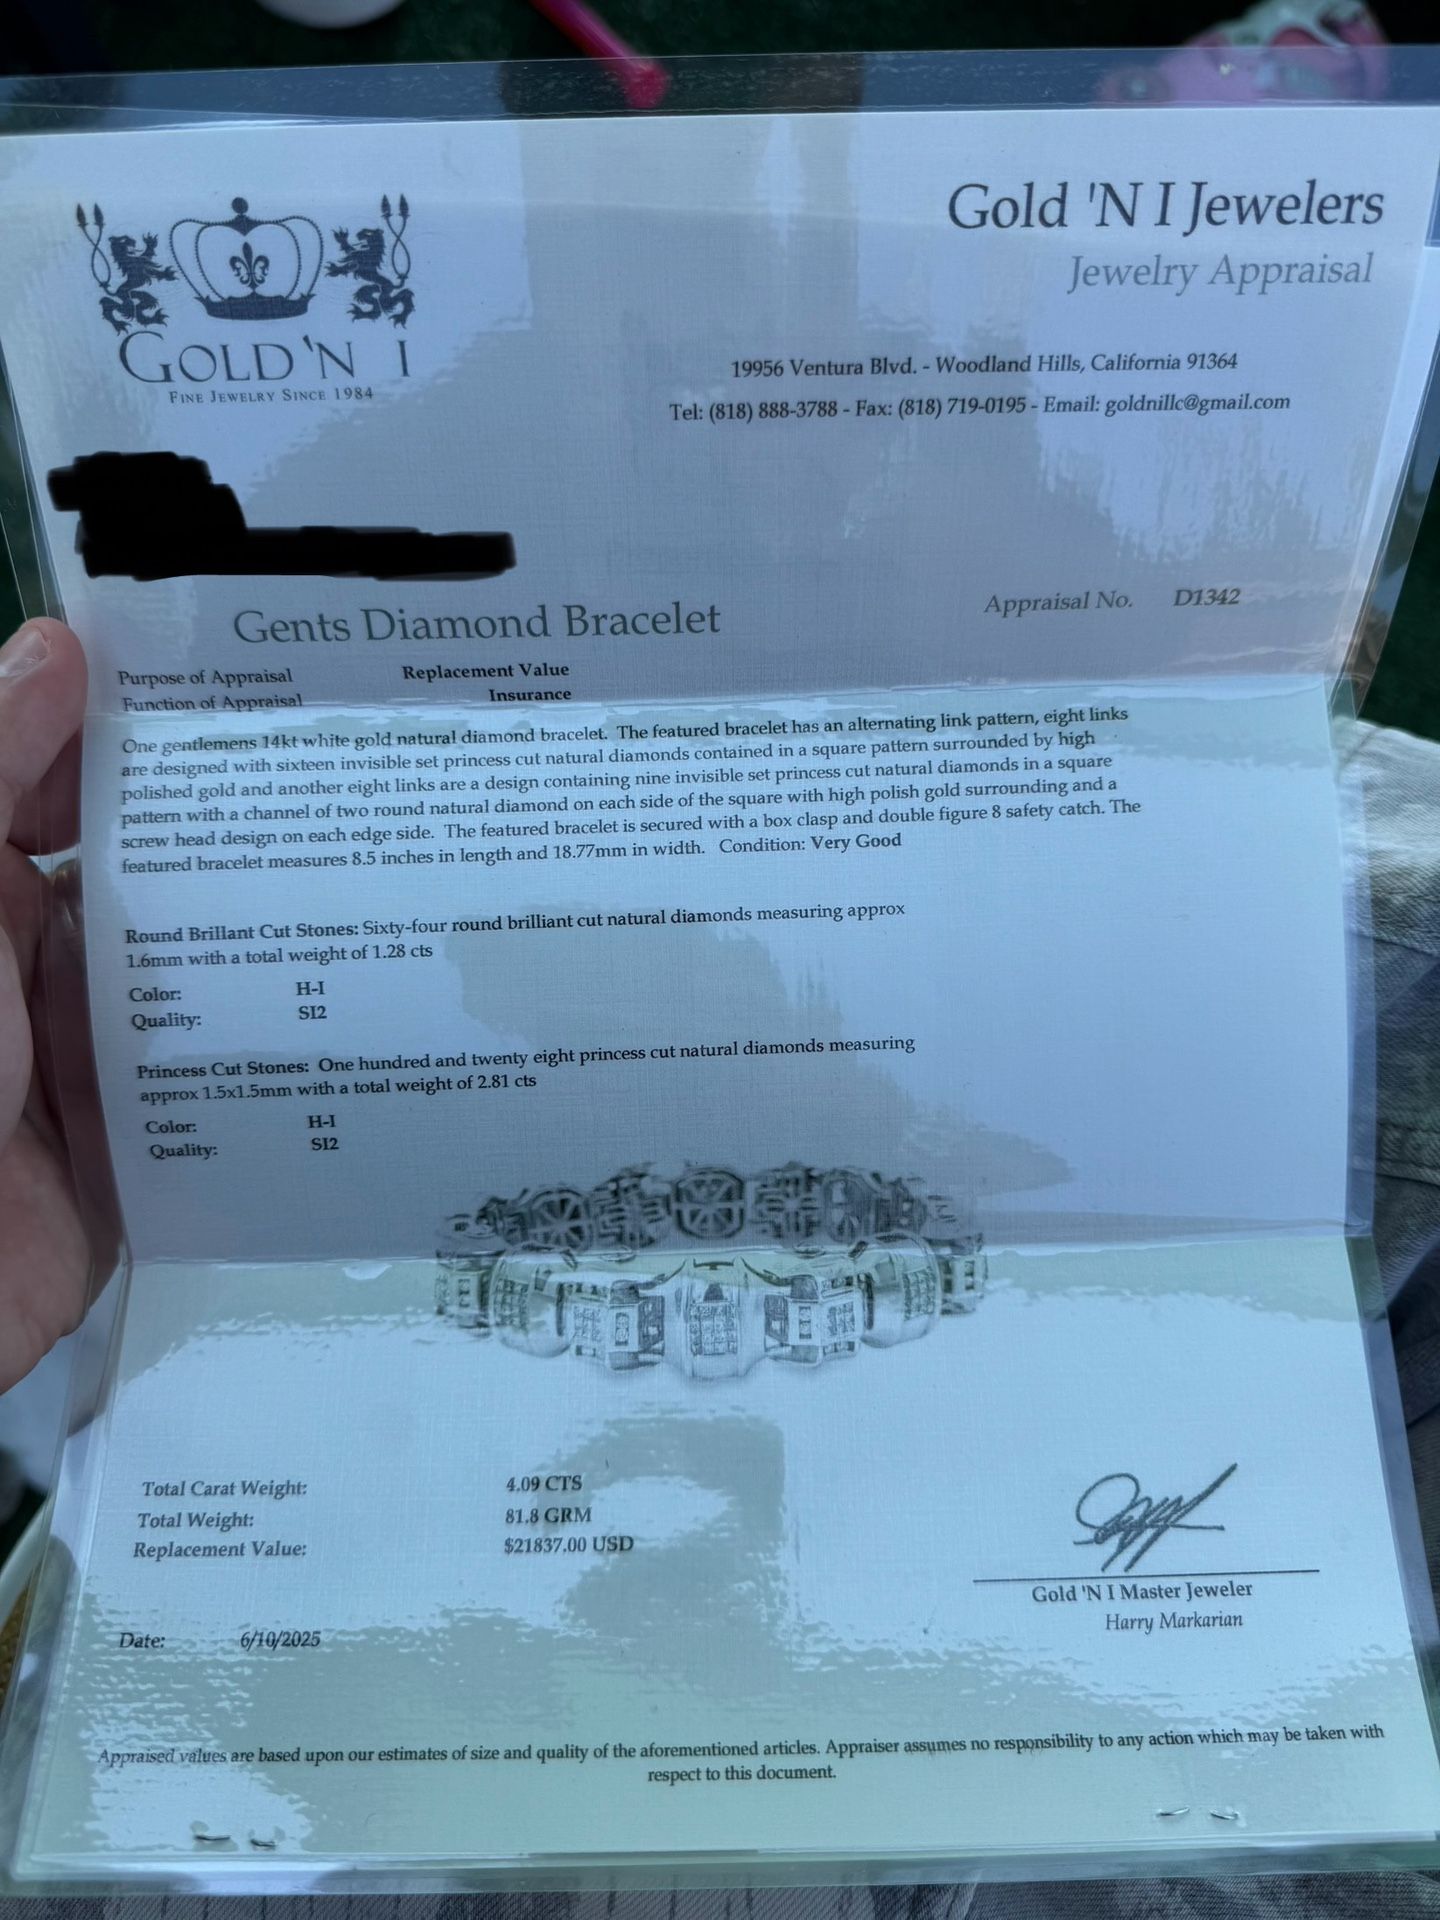 Gold 'N I Jewelers
Jewelry Appraisal
GOLD 'N I
FINE JEWELRY SINCE 1984
19956 Ventura Blvd. - Woodland Hills, California 91364
Tel: (818) 888-3788 - Fax: (818) 719-0195 - Email: goldnillc@gmail.com
Gents Diamond Bracelet
Appraisal No. D1342
Purpose of Appraisal Replacement Value
Function of Appraisal Insurance
One gentlemens 14kt white gold natural diamond bracelet. The featured bracelet has an alternating link pattern, eight links
are designed with sixteen invisible set princess cut natural diamonds contained in a square pattern surrounded by high
polished gold and another eight links are a design containing nine invisible set princess cut natural diamonds in a square
pattern with a channel of two round natural diamond on each side of the square with high polish gold surrounding and a
screw head design on each edge side. The featured bracelet is secured with a box clasp and double figure 8 safety catch. The
featured bracelet measures 8.5 inches in length and 18.77mm in width. Condition: Very Good
Round Brillant Cut Stones: Sixty-four round brilliant cut natural diamonds measuring approx
1.6mm with a total weight of 1.28 cts
Color: H-I
Quality: SI2
Princess Cut Stones: One hundred and twenty eight princess cut natural diamonds measuring
approx 1.5x1.5mm with a total weight of 2.81 cts
Color: H-I
Quality: SI2
Total Carat Weight: 4.09 CTS
Total Weight: 81.8 GRM
Replacement Value: $21837.00 USD
Gold 'N I Master Jeweler
Harry Markarian
Date: 6/10/2025
Appraised values are based upon our estimates of size and quality of the aforementioned articles. Appraiser assumes no responsibility to any action which may be taken with
respect to this document.